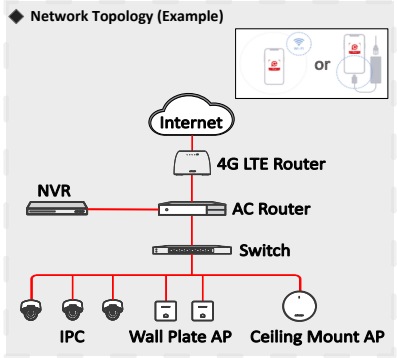 Network Topology (Example)
or
Internet
4G LTE Router
NVR
AC Router
Switch
IPC
Wall Plate AP
Ceiling Mount AP